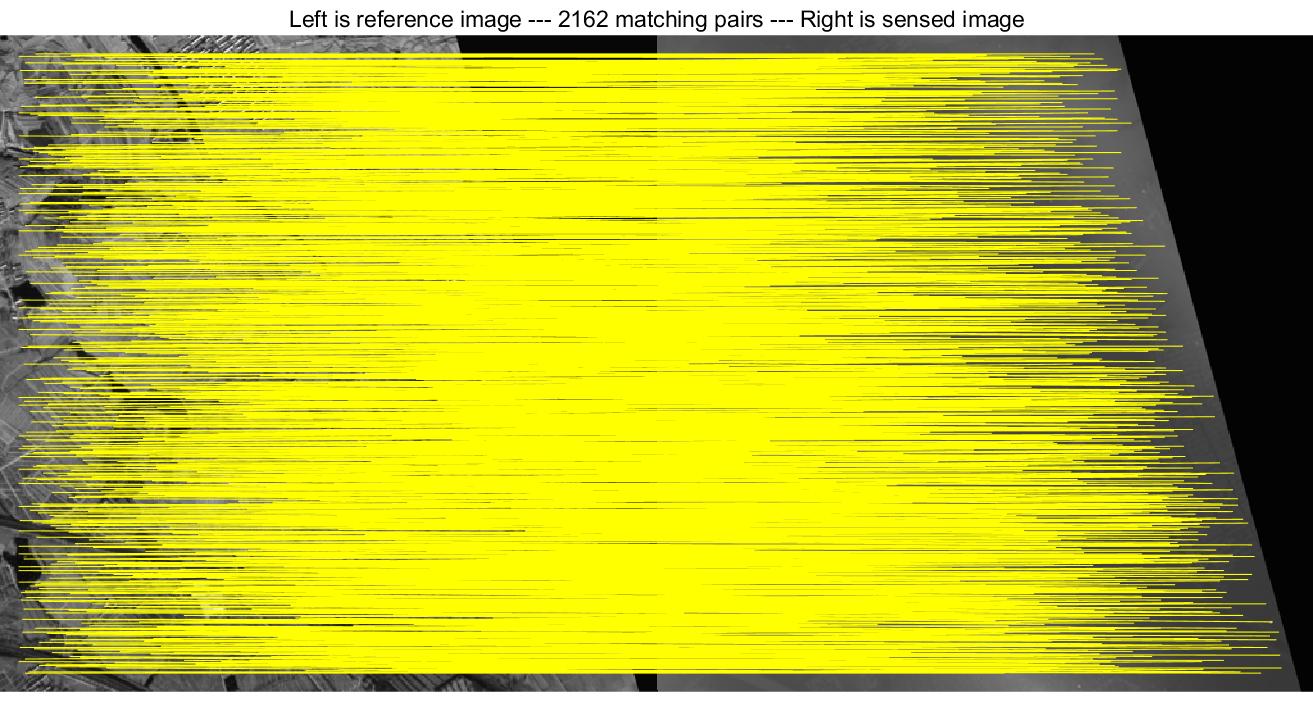 Left is reference image --- 2162 matching pairs --- Right is sensed image